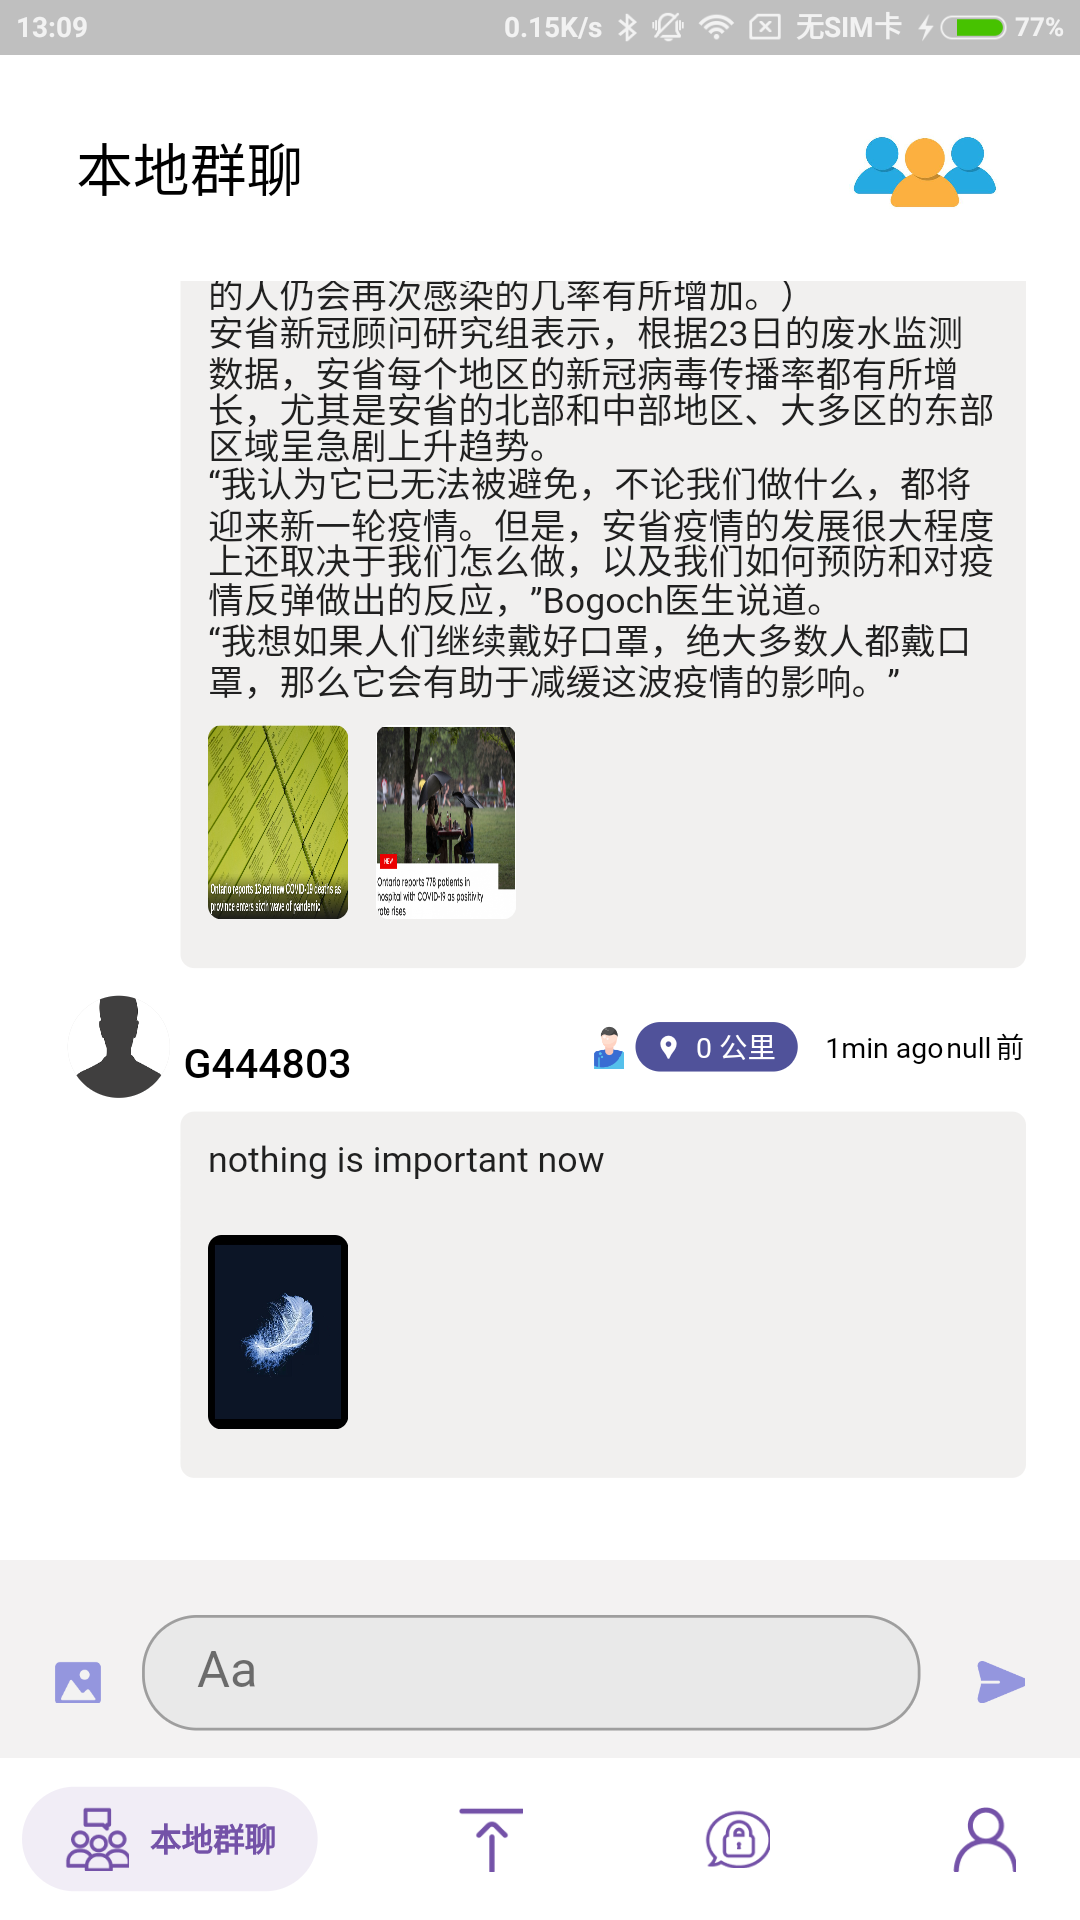 13:09
0.15K/s 无SIM卡 77%
本地群聊
的人仍会再次感染的几率有所增加。）
安省新冠顾问研究组表示，根据23日的废水监测
数据，安省每个地区的新冠病毒传播率都有所增
长，尤其是安省的北部和中部地区、大多区的东部
区域呈急剧上升趋势。
“我认为它已无法被避免，不论我们做什么，都将
迎来新一轮疫情。但是，安省疫情的发展很大程度
上还取决于我们怎么做，以及我们如何预防和对疫
情反弹做出的反应，”Bogoch医生说道。
“我想如果人们继续戴好口罩，绝大多数人都戴口
罩，那么它会有助于减缓这波疫情的影响。”
Ontario reports 13 net new COVID-19 deaths as
province enters sixth wave of pandemic
NEW
Ontario reports 778 patients in
hospital with COVID-19 as positivity
rate rises
G444803
0 公里
1min ago null 前
nothing is important now
Aa
本地群聊